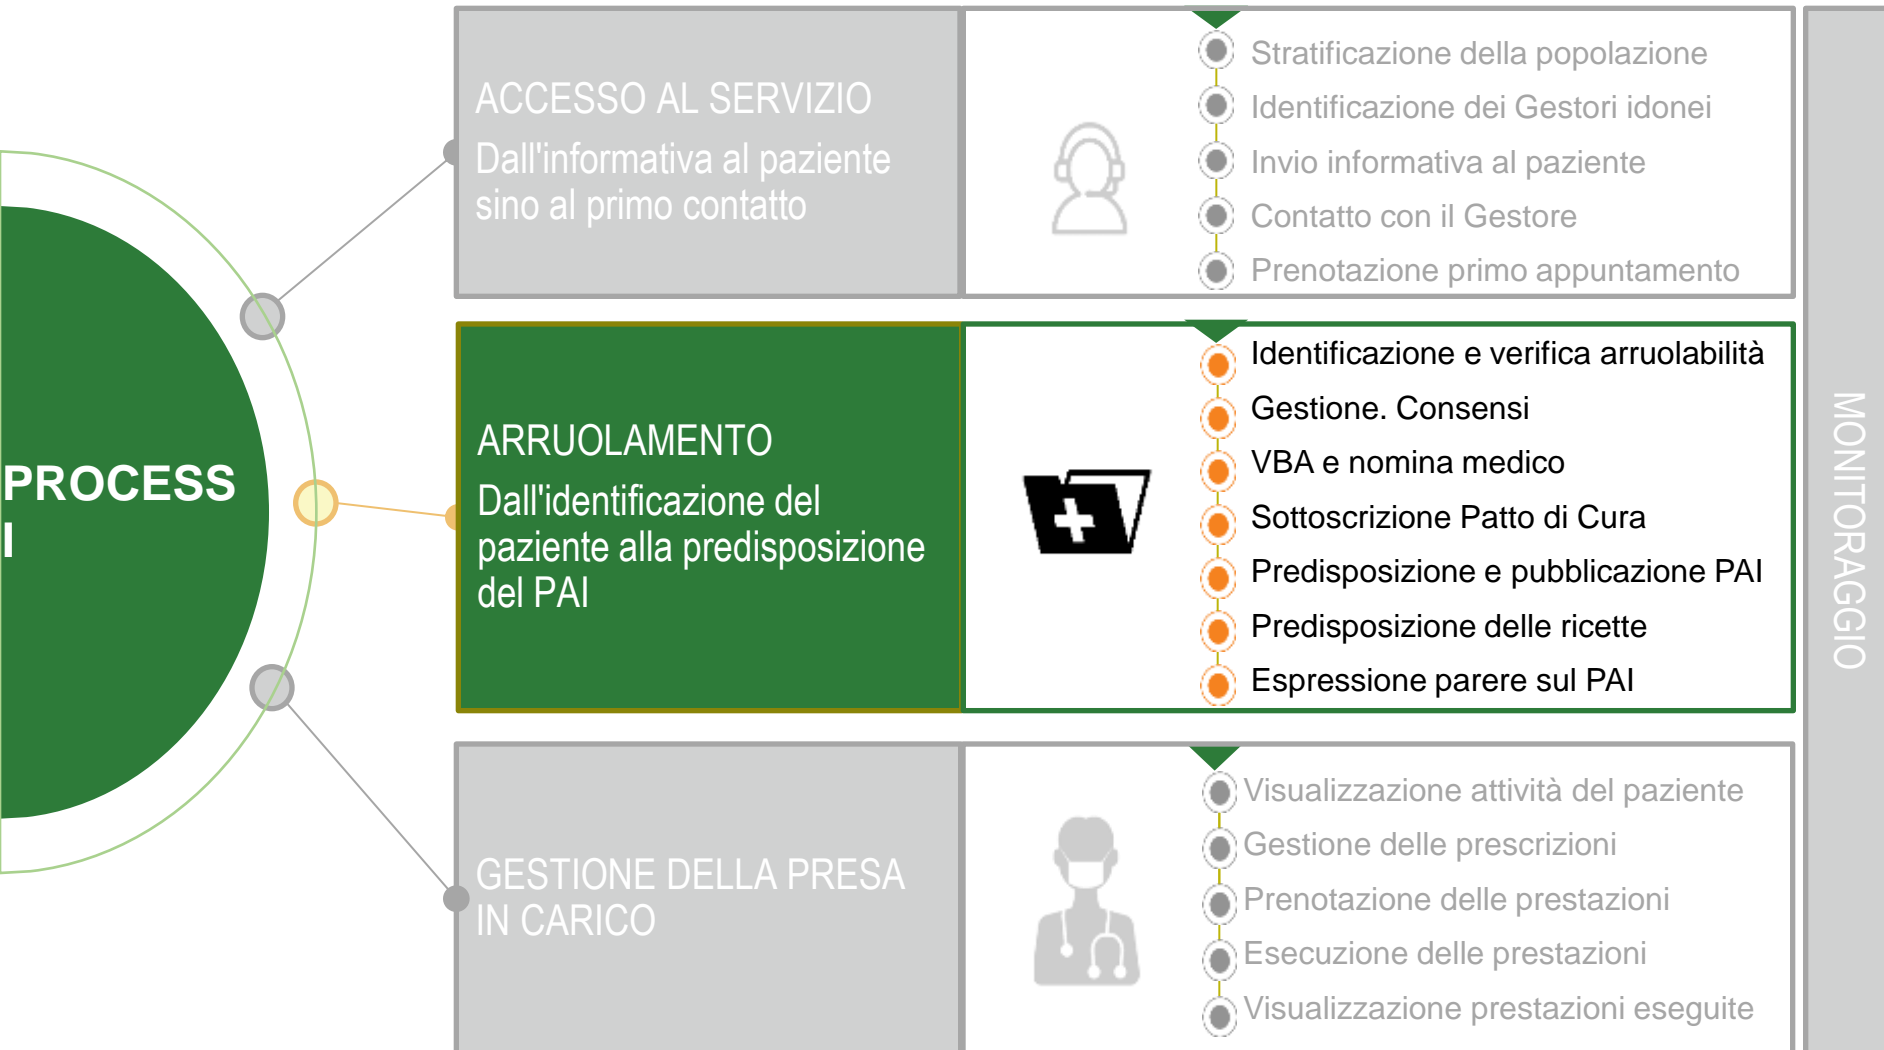 PROCESS
I
ACCESSO AL SERVIZIO
Dall'informativa al paziente
sino al primo contatto
Stratificazione della popolazione
Identificazione dei Gestori idonei
Invio informativa al paziente
Contatto con il Gestore
Prenotazione primo appuntamento
ARRUOLAMENTO
Dall'identificazione del
paziente alla predisposizione
del PAI
Identificazione e verifica arruolabilità
Gestione. Consensi
VBA e nomina medico
Sottoscrizione Patto di Cura
Predisposizione e pubblicazione PAI
Predisposizione delle ricette
Espressione parere sul PAI
GESTIONE DELLA PRESA
IN CARICO
Visualizzazione attività del paziente
Gestione delle prescrizioni
Prenotazione delle prestazioni
Esecuzione delle prestazioni
Visualizzazione prestazioni eseguite
MONITORAGGIO